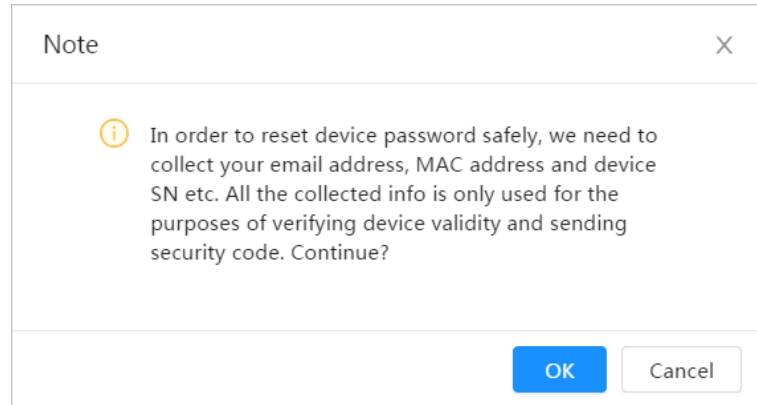 Note
In order to reset device password safely, we need to
collect your email address, MAC address and device
SN etc. All the collected info is only used for the
purposes of verifying device validity and sending
security code. Continue?
OK
Cancel